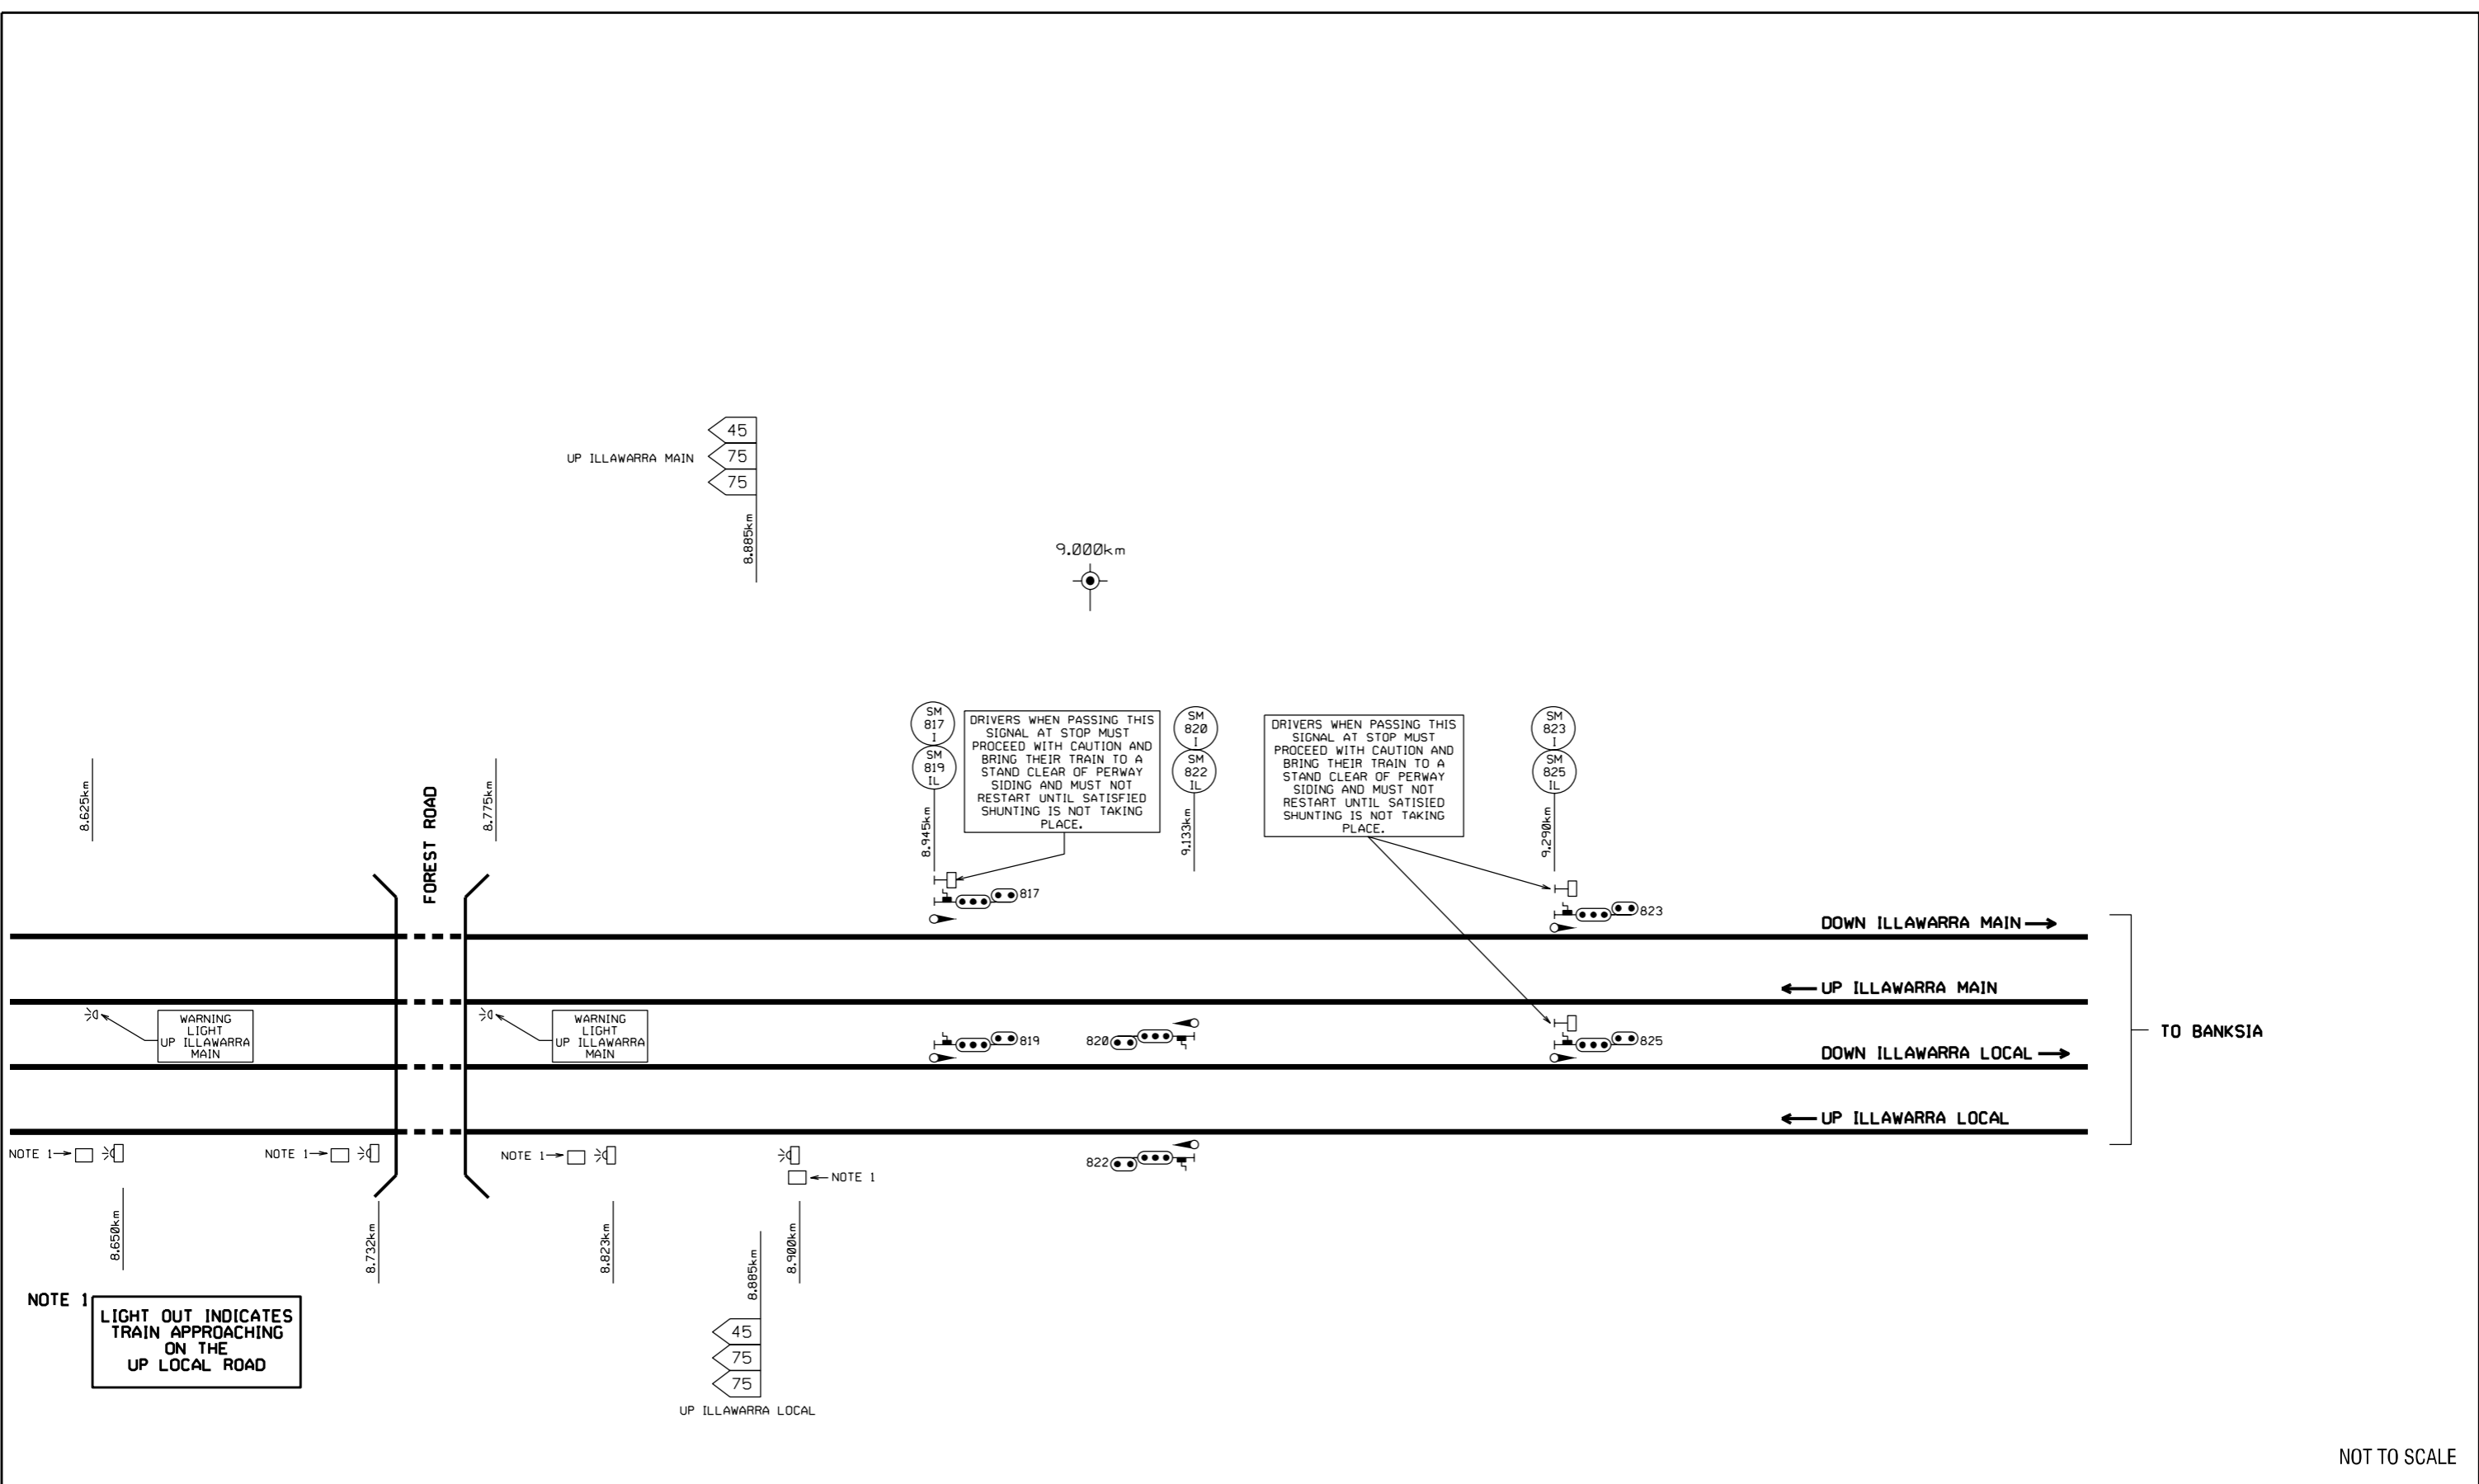 45
UP ILLAWARRA MAIN
75
75
8.885km
9.000km
8.625km
FOREST ROAD
8.775km
SM
817
I
SM
819
IL
8.945km
DRIVERS WHEN PASSING THIS
SIGNAL AT STOP MUST
PROCEED WITH CAUTION AND
BRING THEIR TRAIN TO A
STAND CLEAR OF PERWAY
SIDING AND MUST NOT
RESTART UNTIL SATISFIED
SHUNTING IS NOT TAKING
PLACE.
SM
820
I
SM
822
IL
9.133km
DRIVERS WHEN PASSING THIS
SIGNAL AT STOP MUST
PROCEED WITH CAUTION AND
BRING THEIR TRAIN TO A
STAND CLEAR OF PERWAY
SIDING AND MUST NOT
RESTART UNTIL SATISIED
SHUNTING IS NOT TAKING
PLACE.
SM
823
I
SM
825
IL
9.290km
817
823
DOWN ILLAWARRA MAIN
UP ILLAWARRA MAIN
WARNING
LIGHT
UP ILLAWARRA
MAIN
WARNING
LIGHT
UP ILLAWARRA
MAIN
819
820
825
TO BANKSIA
DOWN ILLAWARRA LOCAL
UP ILLAWARRA LOCAL
NOTE 1
NOTE 1
NOTE 1
NOTE 1
822
8.650km
8.732km
8.823km
8.885km
8.900km
NOTE 1
LIGHT OUT INDICATES
TRAIN APPROACHING
ON THE
UP LOCAL ROAD
45
75
75
UP ILLAWARRA LOCAL
NOT TO SCALE